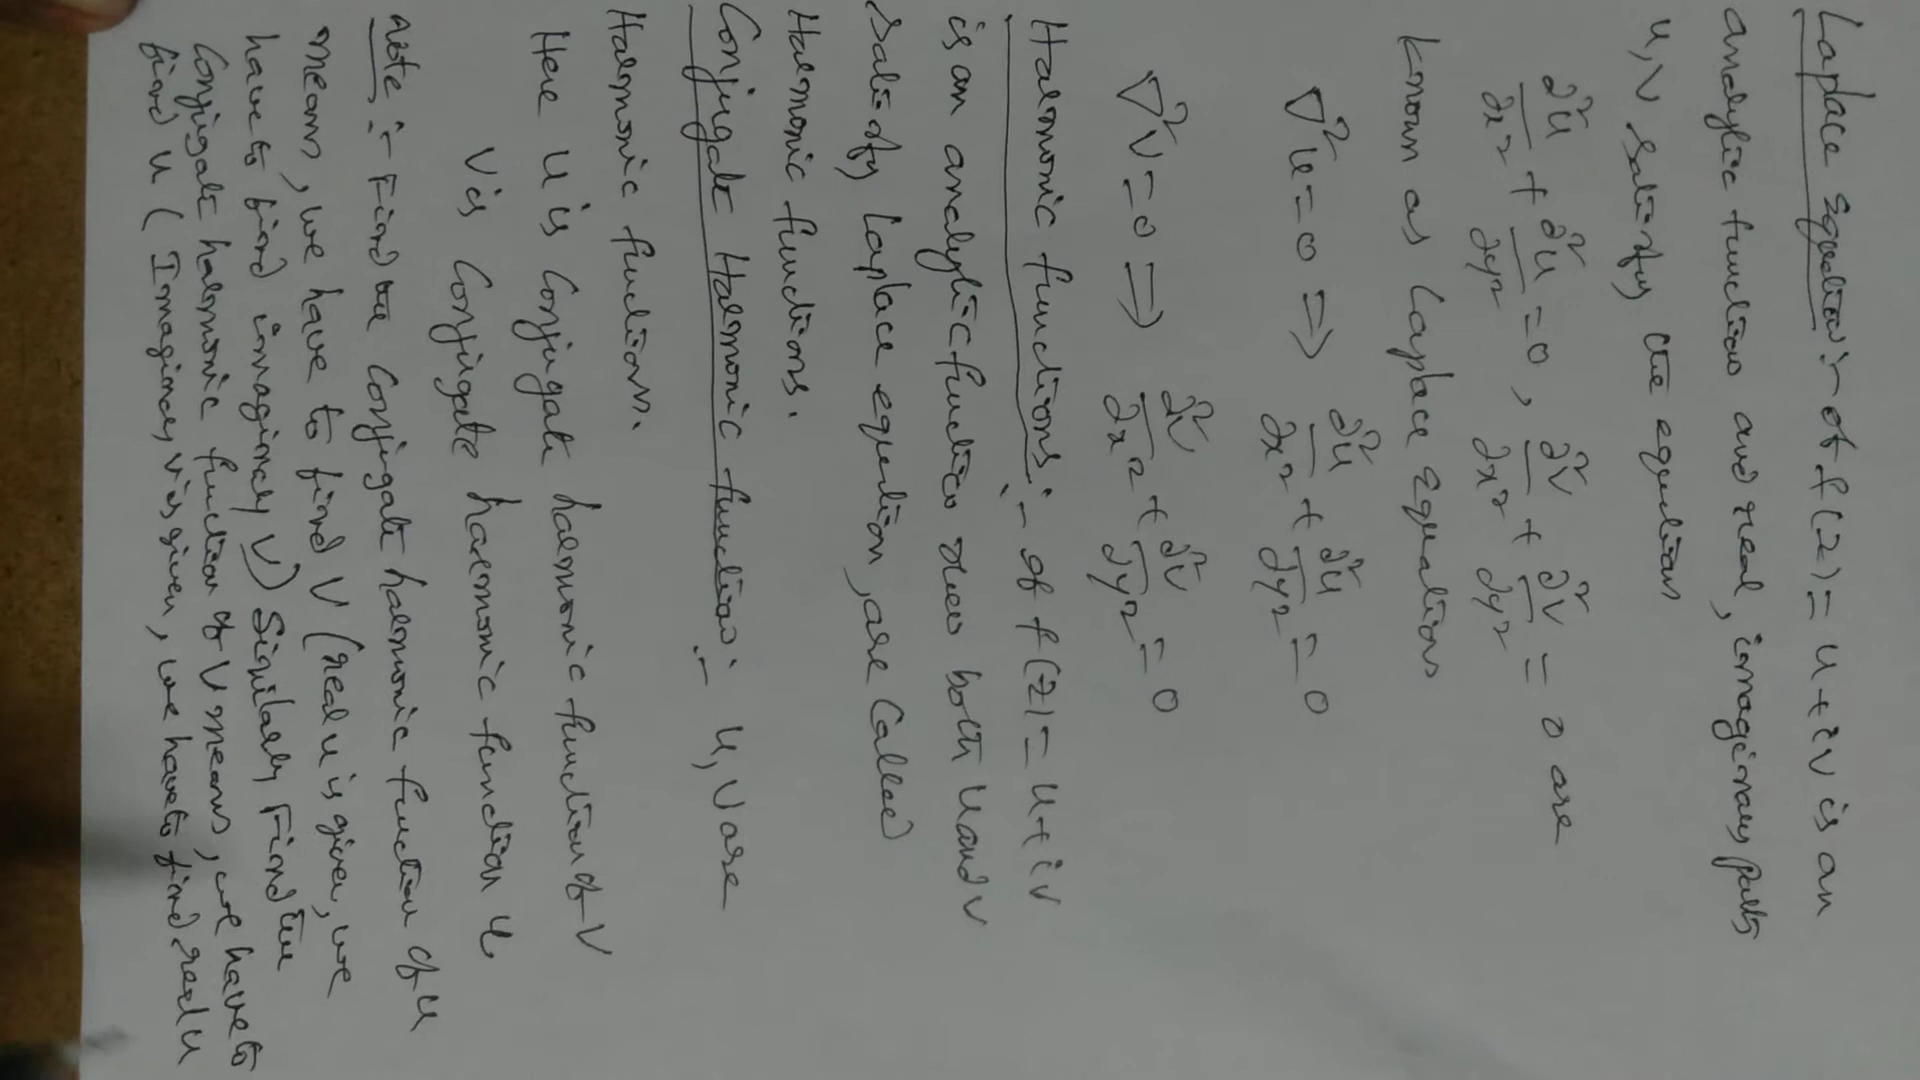 Laplace Equation :- If f(z) = u + iv is an
analytic function and real, imaginary parts
u, v satisfy the equation
∂²u/∂x² + ∂²u/∂y² = 0, ∂²v/∂x² + ∂²v/∂y² = 0 are
known as Laplace Equations
∇²u = 0 ⇒ ∂²u/∂x² + ∂²u/∂y² = 0
∇²v = 0 ⇒ ∂²v/∂x² + ∂²v/∂y² = 0
Harmonic functions :- If f(z) = u + iv
is an analytic function then both u and v
satisfy Laplace equation, are called
Harmonic functions.
Conjugate Harmonic function :- u, v are
Harmonic functions.
Here u is conjugate harmonic function of v
v is conjugate harmonic function u.
note :- Find the conjugate harmonic function of u
means, we have to find v (real u is given, we
have to find imaginary v) Similarly Find the
conjugate harmonic function of v means, we have to
find u (Imaginary v is given, we have to find real u